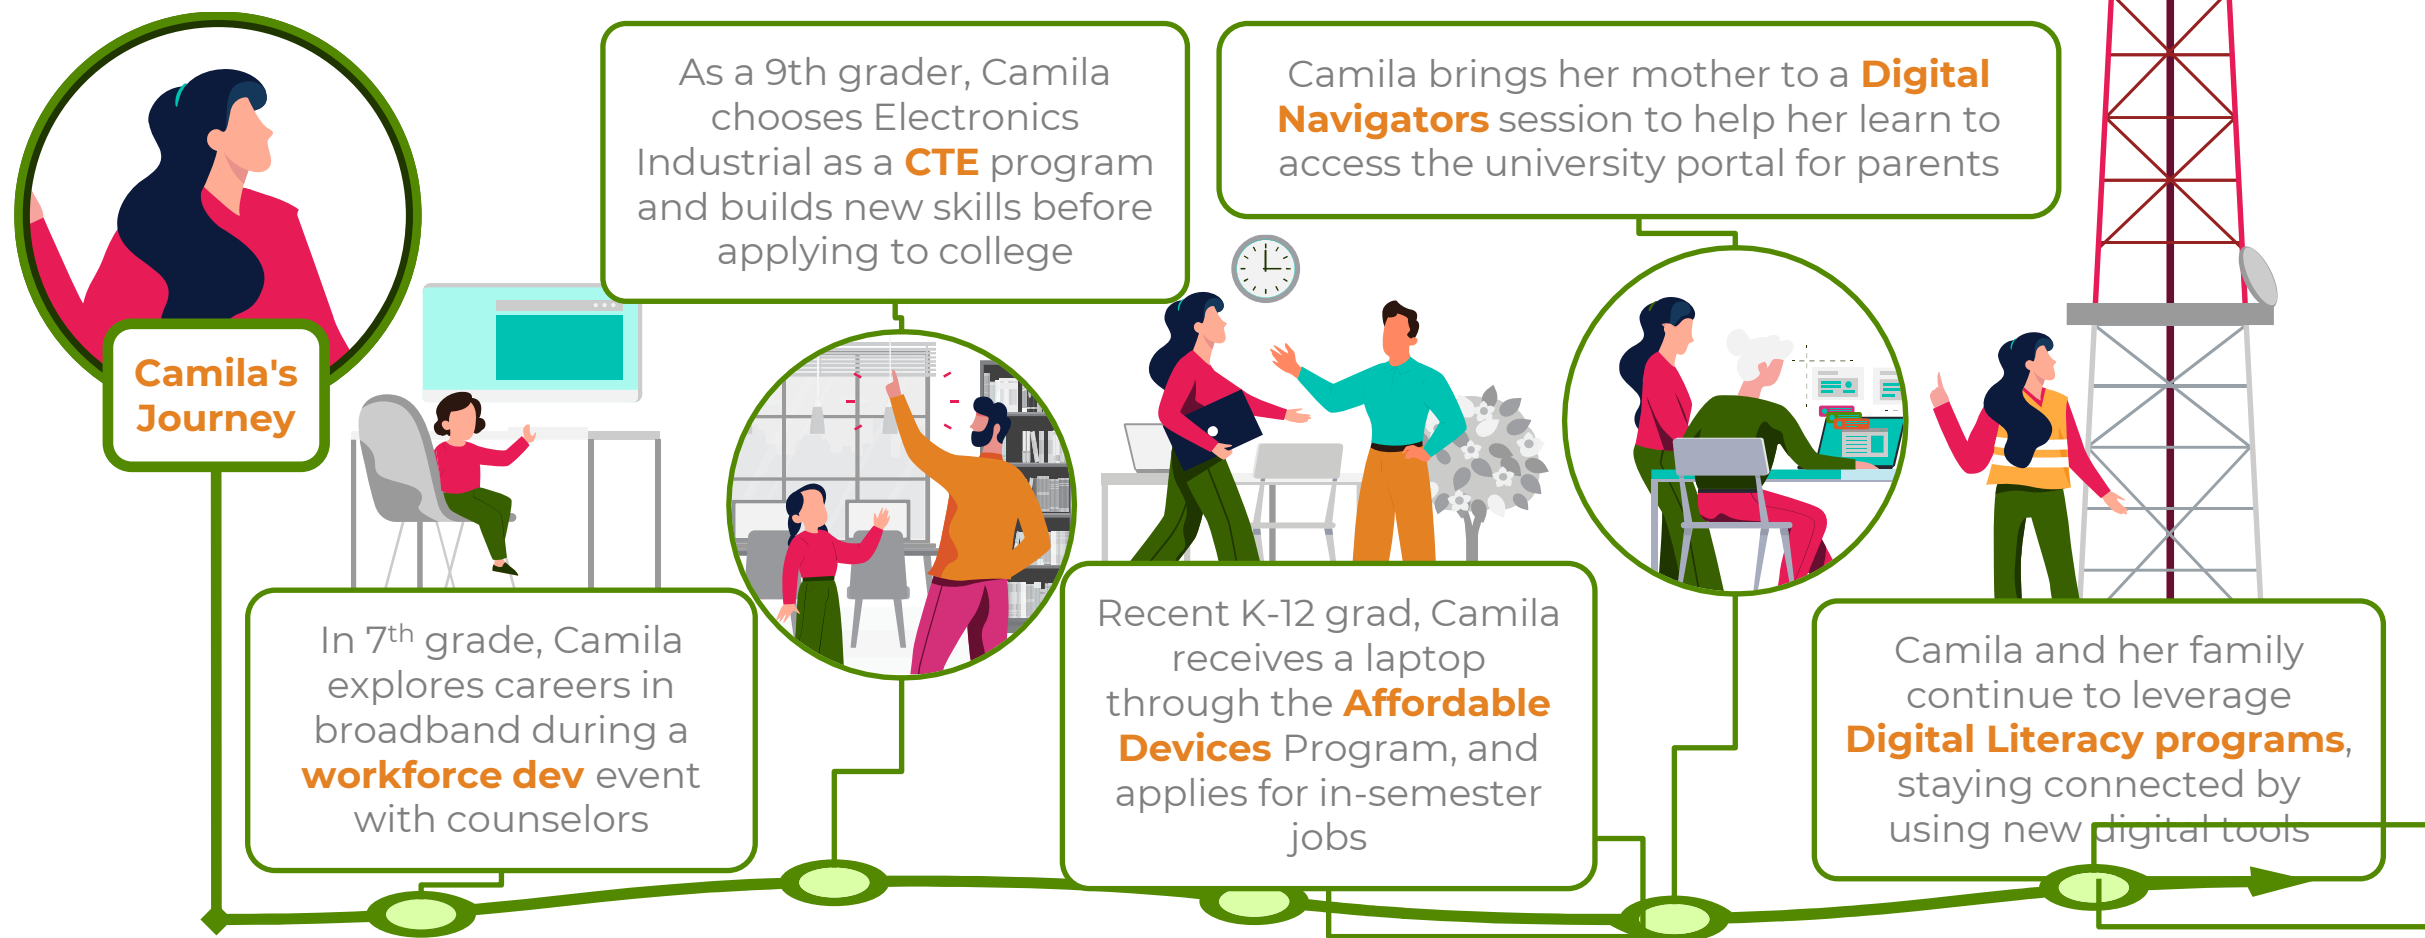 Camila's
Journey
In 7th grade, Camila
explores careers in
broadband during a
workforce dev event
with counselors
As a 9th grader, Camila
chooses Electronics
Industrial as a CTE program
and builds new skills before
applying to college
Recent K-12 grad, Camila
receives a laptop
through the Affordable
Devices Program, and
applies for in-semester
jobs
Camila brings her mother to a Digital
Navigators session to help her learn to
access the university portal for parents
Camila and her family
continue to leverage
Digital Literacy programs,
staying connected by
using new digital tools